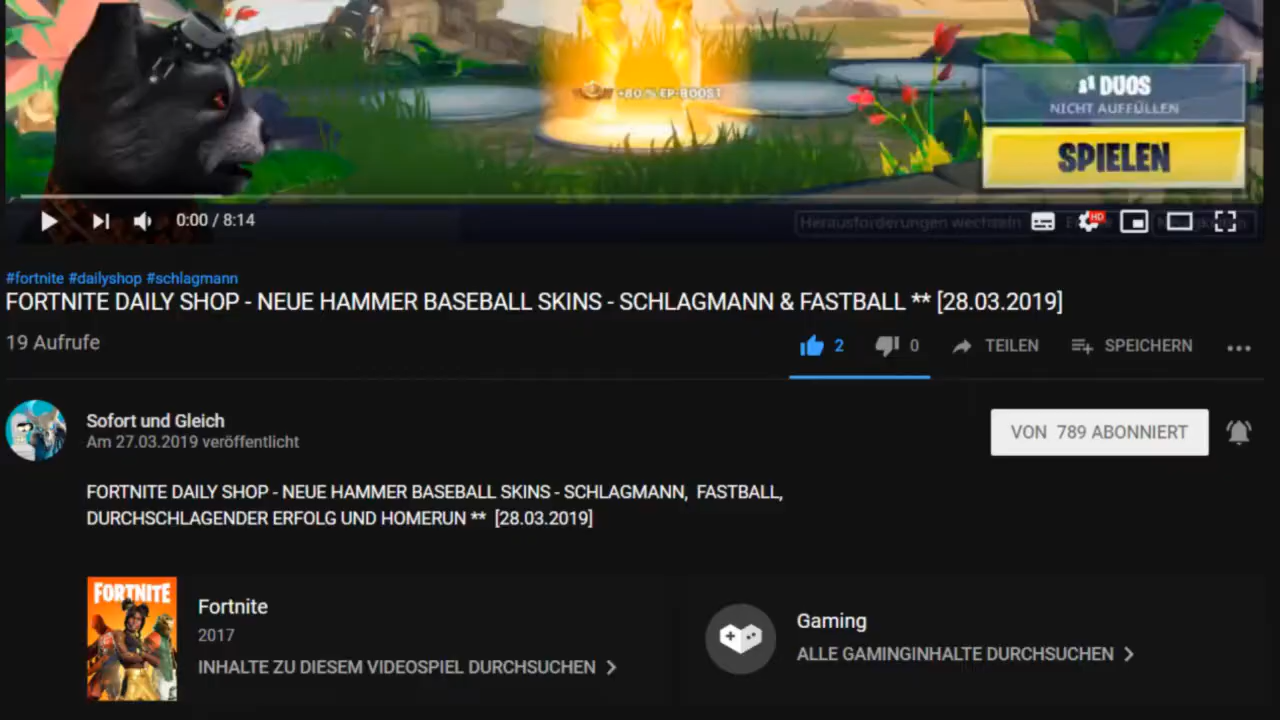 DUOS
NICHT AUFFÜLLEN
+80 % EP-BOOST
SPIELEN
0:00 / 8:14
Herausforderungen wechseln
HD
#fortnite #dailyshop #schlagmann
FORTNITE DAILY SHOP - NEUE HAMMER BASEBALL SKINS - SCHLAGMANN & FASTBALL ** [28.03.2019]
19 Aufrufe
2
0
TEILEN
SPEICHERN
Sofort und Gleich
Am 27.03.2019 veröffentlicht
VON 789 ABONNIERT
FORTNITE DAILY SHOP - NEUE HAMMER BASEBALL SKINS - SCHLAGMANN, FASTBALL,
DURCHSCHLAGENDER ERFOLG UND HOMERUN ** [28.03.2019]
FORTNITE
Fortnite
2017
INHALTE ZU DIESEM VIDEOSPIEL DURCHSUCHEN
Gaming
ALLE GAMINGINHALTE DURCHSUCHEN